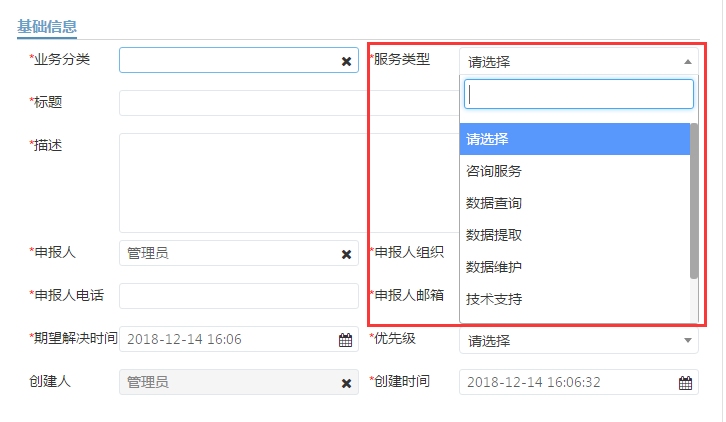 基础信息
*业务分类
*服务类型 请选择
*标题
*描述
请选择
咨询服务
数据查询
数据提取
数据维护
技术支持
*申报人 管理员 *申报人组织
*申报人电话 *申报人邮箱
*期望解决时间 2018-12-14 16:06 *优先级 请选择
创建人 管理员 *创建时间 2018-12-14 16:06:32